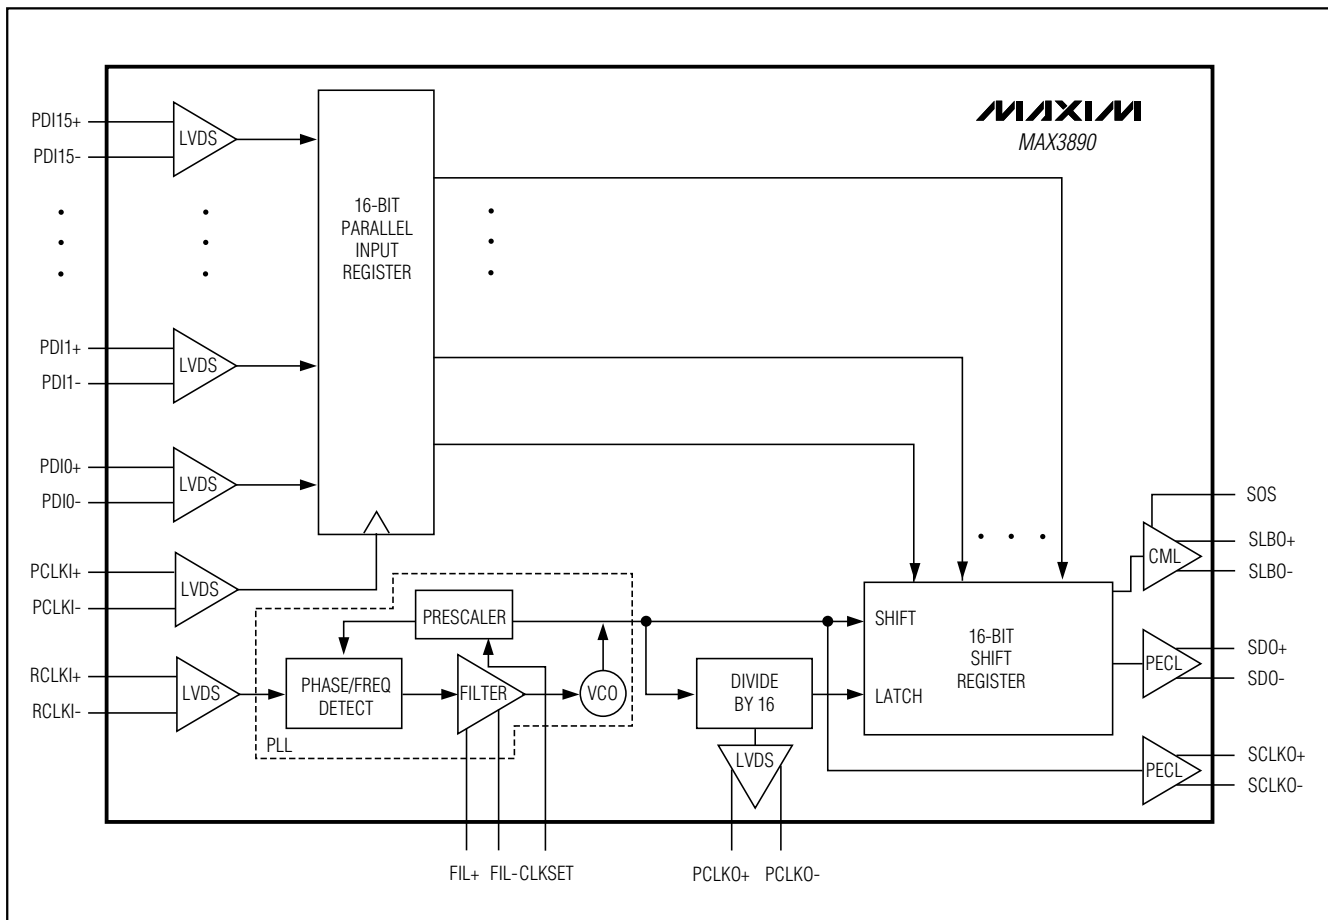 MAXIM
MAX3890
PDI15+
PDI15-
LVDS
16-BIT
PARALLEL
INPUT
REGISTER
PDI1+
PDI1-
LVDS
PDI0+
PDI0-
LVDS
PCLKI+
PCLKI-
LVDS
RCLKI+
RCLKI-
LVDS
PRESCALER
PHASE/FREQ
DETECT
FILTER
VCO
PLL
DIVIDE
BY 16
LVDS
SHIFT
LATCH
16-BIT
SHIFT
REGISTER
CML
SOS
SLBO+
SLBO-
PECL
SDO+
SDO-
PECL
SCLKO+
SCLKO-
FIL+ FIL- CLKSET
PCLKO+ PCLKO-